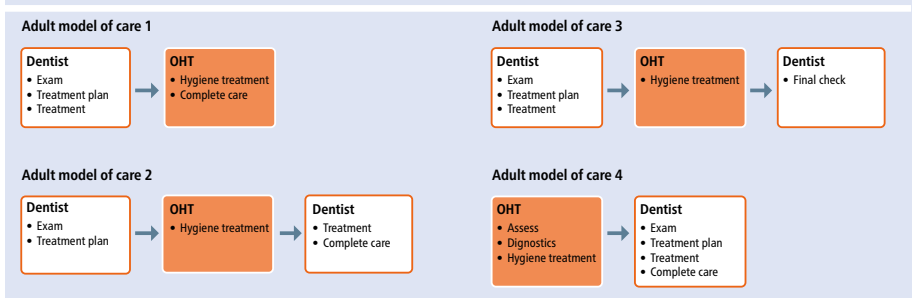 Adult model of care 1
Dentist
• Exam
• Treatment plan
• Treatment
OHT
• Hygiene treatment
• Complete care
Adult model of care 2
Dentist
• Exam
• Treatment plan
OHT
• Hygiene treatment
Dentist
• Treatment
• Complete care
Adult model of care 3
Dentist
• Exam
• Treatment plan
• Treatment
OHT
• Hygiene treatment
Dentist
• Final check
Adult model of care 4
OHT
• Assess
• Dignostics
• Hygiene treatment
Dentist
• Exam
• Treatment plan
• Treatment
• Complete care